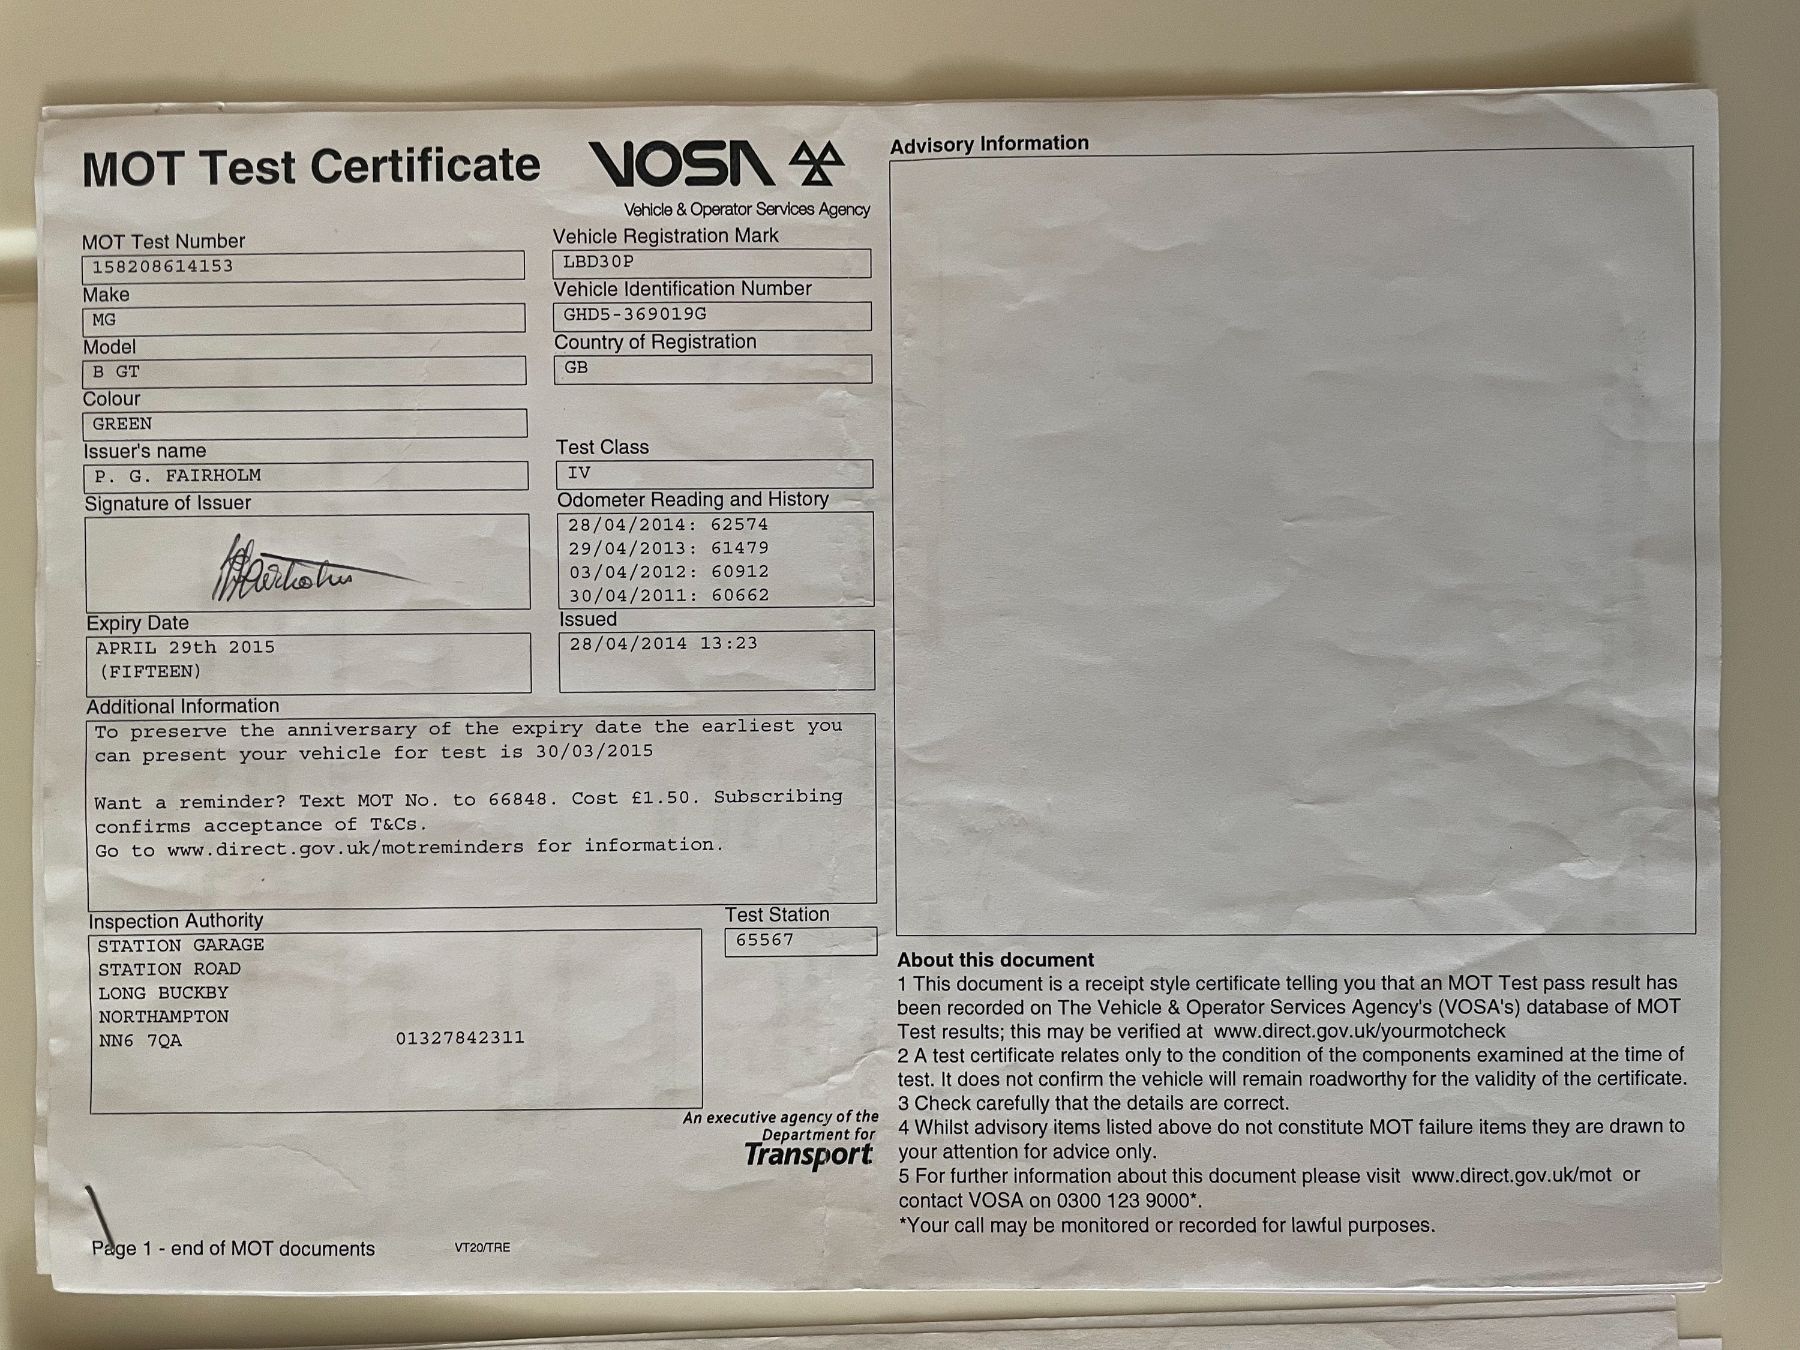 MOT Test Certificate
VOSA
Vehicle & Operator Services Agency
MOT Test Number
158208614153
Make
MG
Model
B GT
Colour
GREEN
Issuer's name
P. G. FAIRHOLM
Signature of Issuer
Vehicle Registration Mark
LBD30P
Vehicle Identification Number
GHD5-369019G
Country of Registration
GB
Test Class
IV
Odometer Reading and History
28/04/2014: 62574
29/04/2013: 61479
03/04/2012: 60912
30/04/2011: 60662
Expiry Date
APRIL 29th 2015
(FIFTEEN)
Issued
28/04/2014 13:23
Additional Information
To preserve the anniversary of the expiry date the earliest you
can present your vehicle for test is 30/03/2015
Want a reminder? Text MOT No. to 66848. Cost £1.50. Subscribing
confirms acceptance of T&Cs.
Go to www.direct.gov.uk/motreminders for information.
Inspection Authority
STATION GARAGE
STATION ROAD
LONG BUCKBY
NORTHAMPTON
NN6 7QA 01327842311
Test Station
65567
An executive agency of the
Department for
Transport
Page 1 - end of MOT documents VT20/TRE
Advisory Information
About this document
1 This document is a receipt style certificate telling you that an MOT Test pass result has
been recorded on The Vehicle & Operator Services Agency's (VOSA's) database of MOT
Test results; this may be verified at www.direct.gov.uk/yourmotcheck
2 A test certificate relates only to the condition of the components examined at the time of
test. It does not confirm the vehicle will remain roadworthy for the validity of the certificate.
3 Check carefully that the details are correct.
4 Whilst advisory items listed above do not constitute MOT failure items they are drawn to
your attention for advice only.
5 For further information about this document please visit www.direct.gov.uk/mot or
contact VOSA on 0300 123 9000*.
*Your call may be monitored or recorded for lawful purposes.